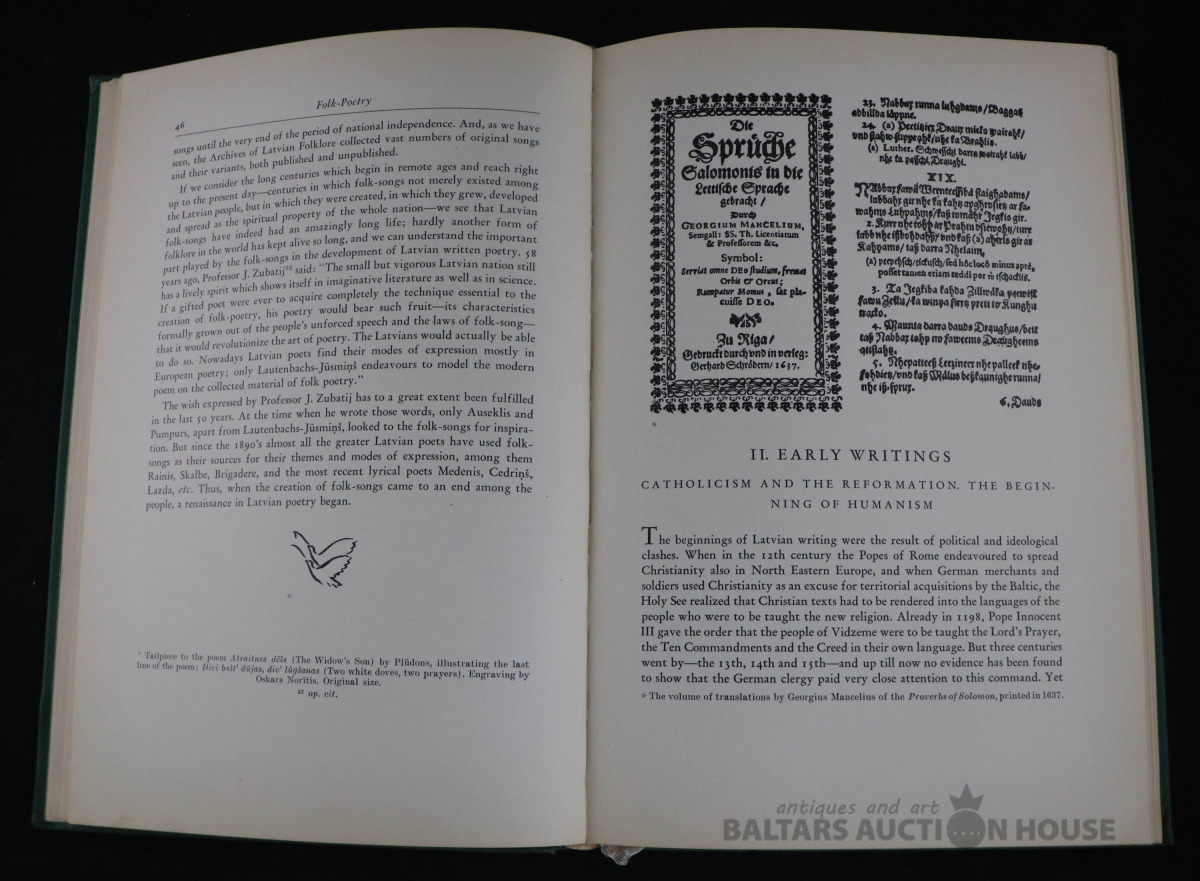 Folk-Poetry
46
songs until the very end of the period of national independence. And, as we have
seen, the Archives of Latvian Folklore collected vast numbers of original songs
and their variants, both published and unpublished.
If we consider the long centuries which begin in remote ages and reach right
up to the present day—centuries in which folk-songs not merely existed among
the Latvian people, but in which they were created, in which they grew, developed
and spread as the spiritual property of the whole nation—we see that Latvian
folk-songs have indeed had an amazingly long life; hardly another form of
folklore in the world has kept alive so long, and we can understand the important
part played by the folk-songs in the development of Latvian written poetry. 58
years ago, Professor J. Zubatij⁵² said: "The small but vigorous Latvian nation still
has a lively spirit which shows itself in imaginative literature as well as in science.
If a gifted poet were ever to acquire completely the technique essential to the
creation of folk-poetry, his poetry would bear such fruit—its characteristics
formally grown out of the people's unforced speech and the laws of folk-song—
that it would revolutionize the art of poetry. The Latvians would actually be able
to do so. Nowadays Latvian poets find their modes of expression mostly in
European poetry; only Lautenbachs-Jūsmiņš endeavours to model the modern
poem on the collected material of folk poetry."
The wish expressed by Professor J. Zubatij has to a great extent been fulfilled
in the last 50 years. At the time when he wrote those words, only Auseklis and
Pumpurs, apart from Lautenbachs-Jūsmiņš, looked to the folk-songs for inspira-
tion. But since the 1890's almost all the greater Latvian poets have used folk-
songs as their sources for their themes and modes of expression, among them
Rainis, Skalbe, Brigadere, and the most recent lyrical poets Medenis, Cedriņš,
Lazda, etc. Thus, when the creation of folk-songs came to an end among the
people, a renaissance in Latvian poetry began.
* Tailpiece to the poem Atraitnes dēls (The Widow's Son) by Plūdons, illustrating the last
line of the poem: Divi balt' dūjas, div' lūgšanas (Two white doves, two prayers). Engraving by
Oskars Norītis. Original size.
⁵² op. cit.
Die
Sprüche
Salomonis in die
Lettische Sprache
gebracht /
Durch
GEORGIUM MANCELIUM,
Semgall: SS. Th. Licentiatum
& Professorem &c.
Symbol:
Serviat omne DEO studium, fremat
Orbis & Orcus;
Rumpatur Momus, sat pla-
cuisse DEO.
Zu Riga/
Gedruckt durch vnd in verleg:
Gerhard Schrödern / 1637.
23. Nabbax runna
24. (a)
(a) Luther.
XIX.
3. Ta
4.
5.
6. Dauds
*
II. EARLY WRITINGS
CATHOLICISM AND THE REFORMATION. THE BEGIN-
NING OF HUMANISM
The beginnings of Latvian writing were the result of political and ideological
clashes. When in the 12th century the Popes of Rome endeavoured to spread
Christianity also in North Eastern Europe, and when German merchants and
soldiers used Christianity as an excuse for territorial acquisitions by the Baltic, the
Holy See realized that Christian texts had to be rendered into the languages of the
people who were to be taught the new religion. Already in 1198, Pope Innocent
III gave the order that the people of Vidzeme were to be taught the Lord's Prayer,
the Ten Commandments and the Creed in their own language. But three centuries
went by—the 13th, 14th and 15th—and up till now no evidence has been found
to show that the German clergy paid very close attention to this command. Yet
* The volume of translations by Georgius Mancelius of the Proverbs of Solomon, printed in 1637.
antiques and art
BALTARS AUCTION HOUSE